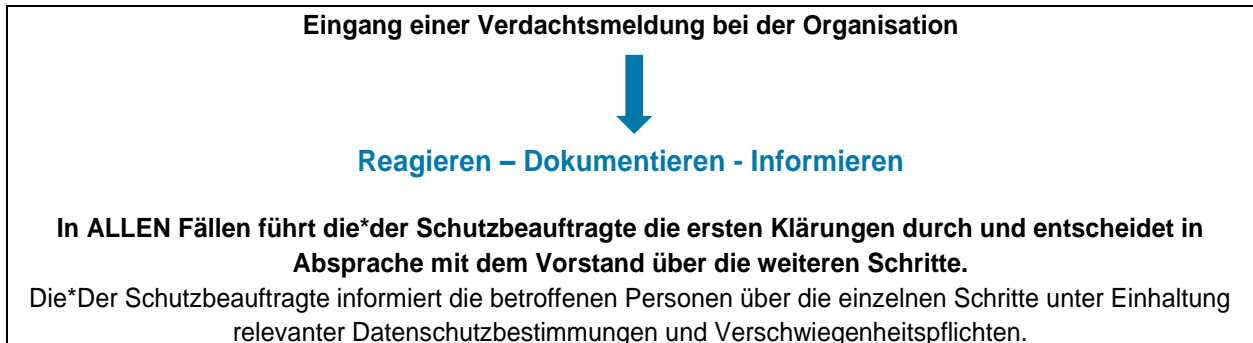 Eingang einer Verdachtsmeldung bei der Organisation
Reagieren – Dokumentieren - Informieren
In ALLEN Fällen führt die*der Schutzbeauftragte die ersten Klärungen durch und entscheidet in
Absprache mit dem Vorstand über die weiteren Schritte.
Die*Der Schutzbeauftragte informiert die betroffenen Personen über die einzelnen Schritte unter Einhaltung
relevanter Datenschutzbestimmungen und Verschwiegenheitspflichten.